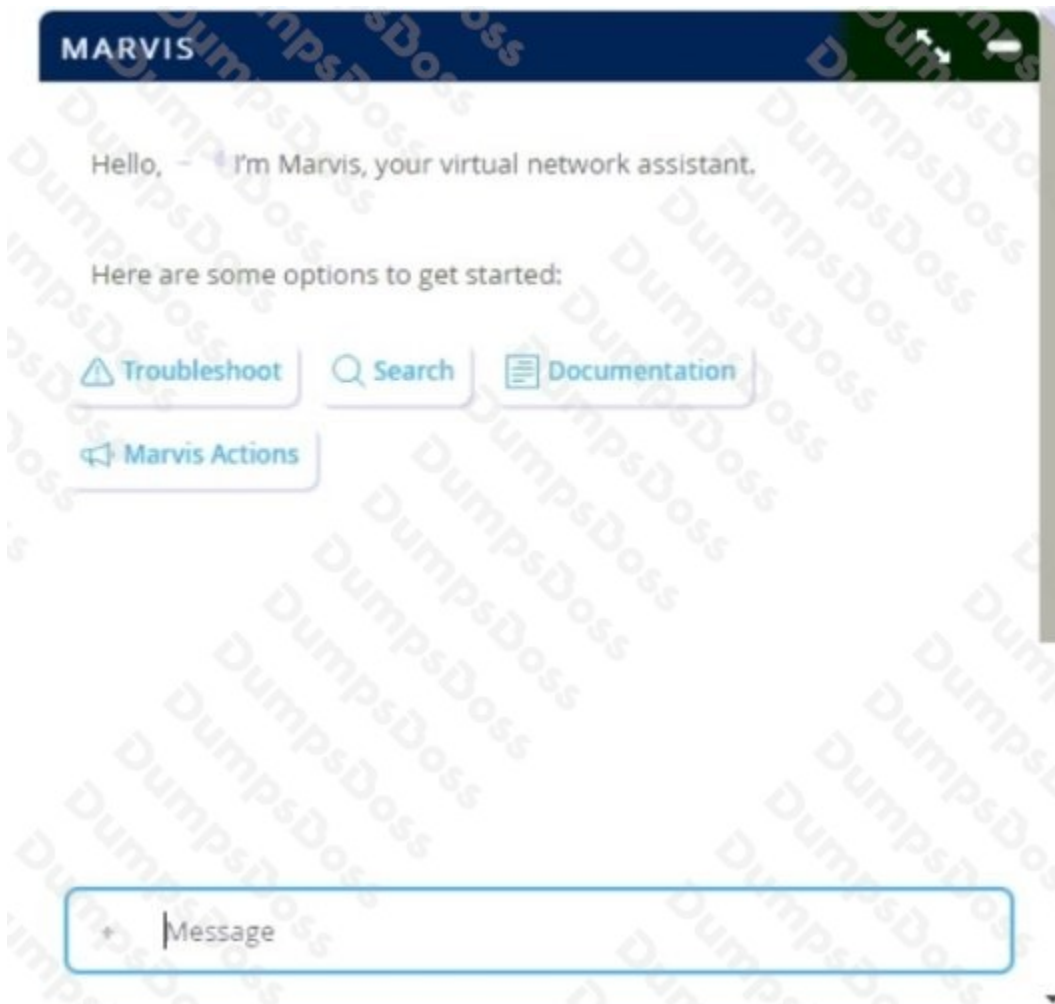 MARVIS
Hello, I'm Marvis, your virtual network assistant.
Here are some options to get started:
Troubleshoot Search Documentation
Marvis Actions
Message
DumpsDoss